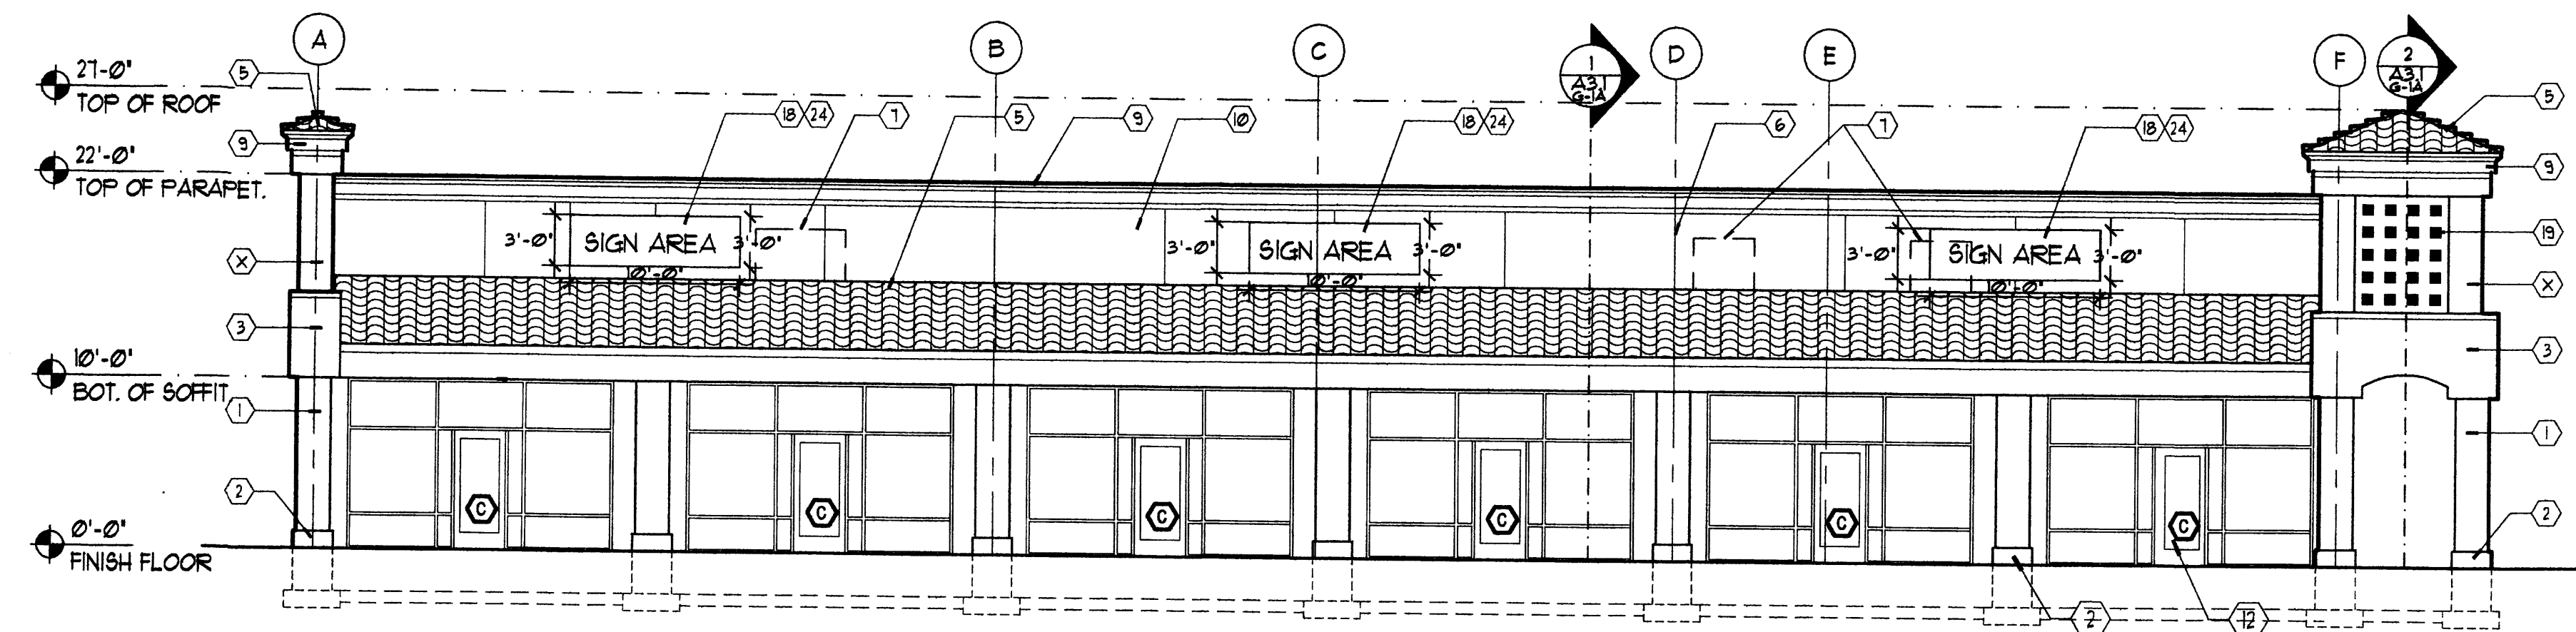 A
B
C
1
A3.1
G-1A
D
E
F
2
A3.1
G-1A
27'-0"
TOP OF ROOF
5
18 24
7
5
9
10
18 24
6
7
18 24
5
9
9
22'-0"
TOP OF PARAPET.
3'-0"
SIGN AREA
3'-0"
10'-0"
3'-0"
SIGN AREA
3'-0"
10'-0"
3'-0"
SIGN AREA
3'-0"
10'-0"
19
X
X
3
3
10'-0"
BOT. OF SOFFIT
1
1
2
C
C
C
C
C
C
2
0'-0"
FINISH FLOOR
2
12